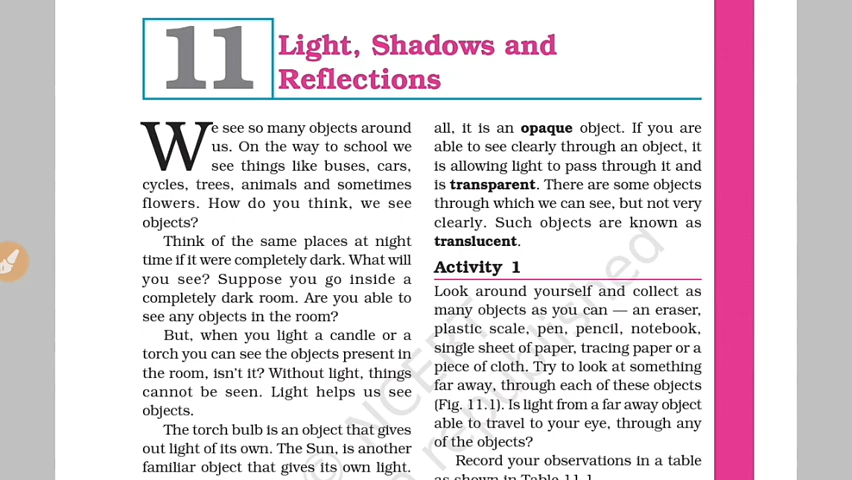 11
Light, Shadows and
Reflections
We see so many objects around
us. On the way to school we
see things like buses, cars,
cycles, trees, animals and sometimes
flowers. How do you think, we see
objects?
Think of the same places at night
time if it were completely dark. What will
you see? Suppose you go inside a
completely dark room. Are you able to
see any objects in the room?
But, when you light a candle or a
torch you can see the objects present in
the room, isn't it? Without light, things
cannot be seen. Light helps us see
objects.
The torch bulb is an object that gives
out light of its own. The Sun, is another
familiar object that gives its own light.
all, it is an opaque object. If you are
able to see clearly through an object, it
is allowing light to pass through it and
is transparent. There are some objects
through which we can see, but not very
clearly. Such objects are known as
translucent.
Activity 1
Look around yourself and collect as
many objects as you can — an eraser,
plastic scale, pen, pencil, notebook,
single sheet of paper, tracing paper or a
piece of cloth. Try to look at something
far away, through each of these objects
(Fig. 11.1). Is light from a far away object
able to travel to your eye, through any
of the objects?
Record your observations in a table
as shown in Table 11.1.
© NCERT
republished